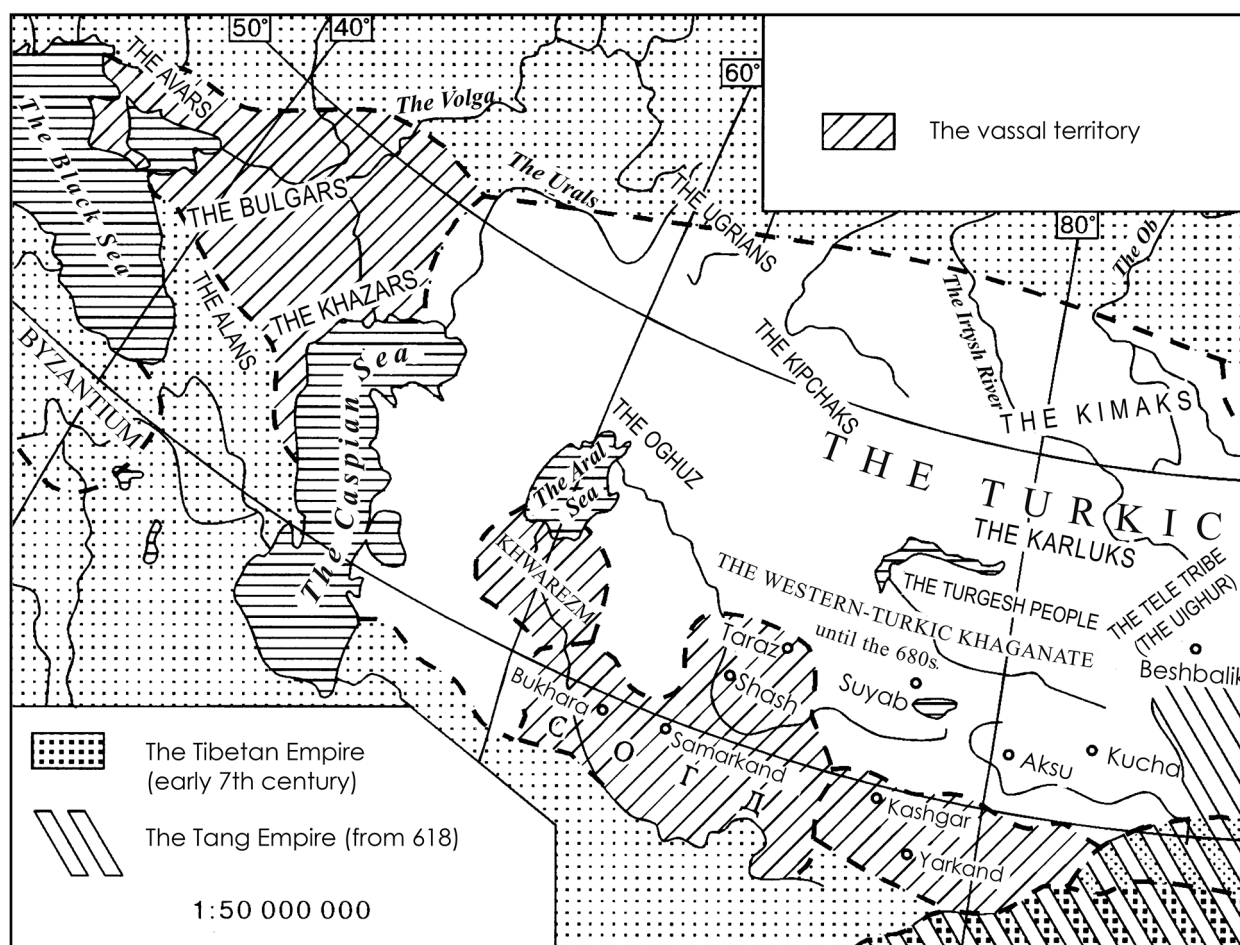 50°
40°
60°
THE AVARS
The Volga
The vassal territory
The Black Sea
The Urals
THE UGRIANS
THE BULGARS
80°
The Ob
THE KHAZARS
THE ALANS
The Irtysh River
BYZANTIUM
THE KIPCHAKS
The Caspian Sea
THE KIMAKS
THE OGHUZ
The Aral
Sea
THE TURKIC
THE KARLUKS
KHWAREZM
THE WESTERN-TURKIC KHAGANATE
until the 680s.
THE TURGESH PEOPLE
THE TELE TRIBE
(THE UIGHUR)
Taraz
Beshbalik
Shash
Suyab
Bukhara
СОГД
Samarkand
Aksu
Kucha
Kashgar
Yarkand
The Tibetan Empire
(early 7th century)
The Tang Empire (from 618)
1:50 000 000